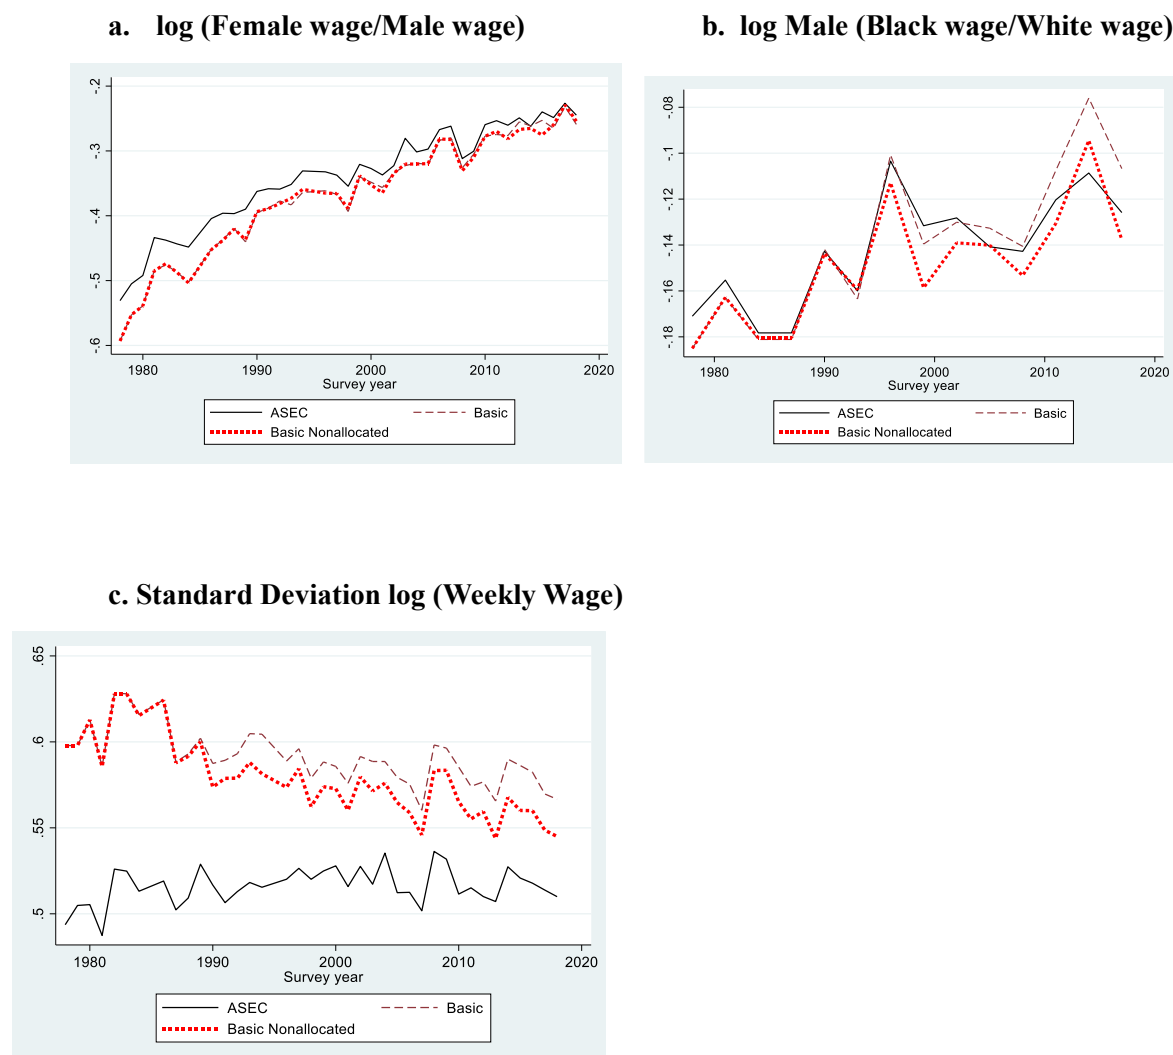 a. log (Female wage/Male wage)
b. log Male (Black wage/White wage)
-.2
-.3
-.4
-.5
-.6
1980 1990 2000 2010 2020
Survey year
ASEC Basic
Basic Nonallocated
-.08
-.1
-.12
-.14
-.16
-.18
1980 1990 2000 2010 2020
Survey year
ASEC Basic
Basic Nonallocated
c. Standard Deviation log (Weekly Wage)
.65
.6
.55
.5
1980 1990 2000 2010 2020
Survey year
ASEC Basic
Basic Nonallocated